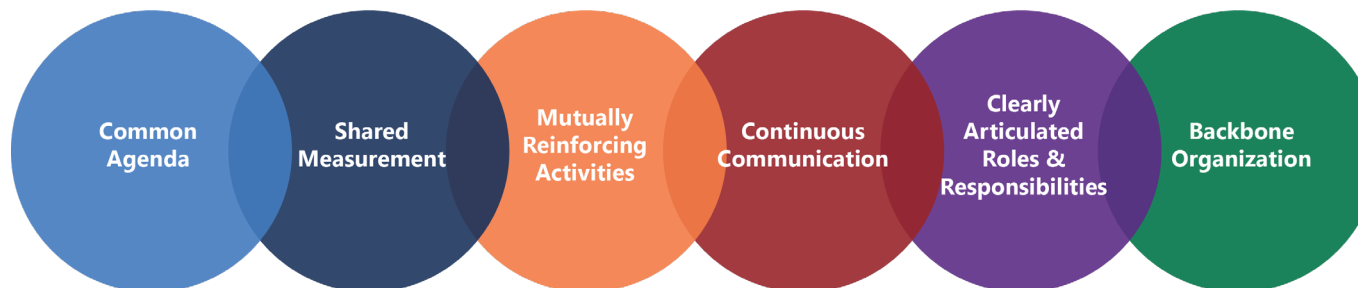 Common
Agenda
Shared
Measurement
Mutually
Reinforcing
Activities
Continuous
Communication
Clearly
Articulated
Roles &
Responsibilities
Backbone
Organization